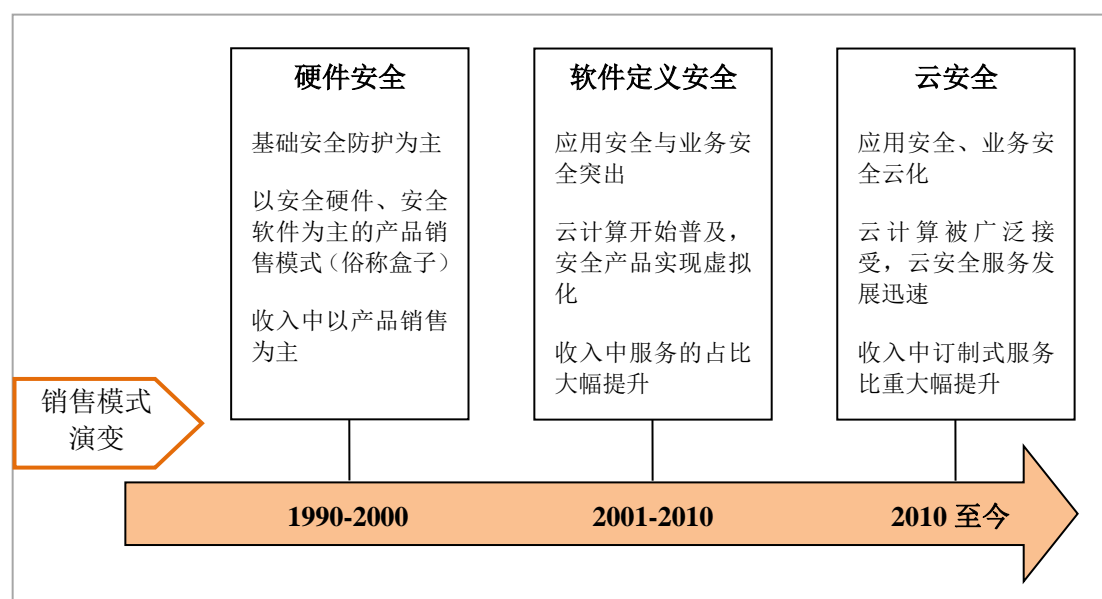 硬件安全
基础安全防护为主
以安全硬件、安全
软件为主的产品销
售模式（俗称盒子）
收入中以产品销售
为主
软件定义安全
应用安全与业务安
全突出
云计算开始普及，
安全产品实现虚拟
化
收入中服务的占比
大幅提升
云安全
应用安全、业务安
全云化
云计算被广泛接
受，云安全服务发
展迅速
收入中订制式服务
比重大幅提升
销售模式
演变
1990-2000
2001-2010
2010 至今